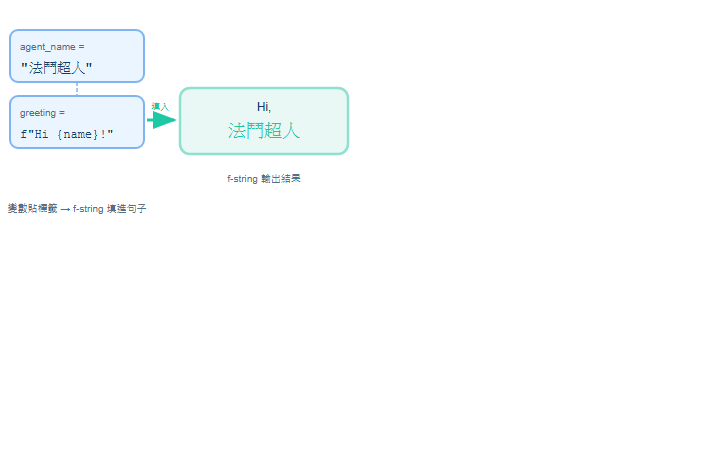 agent_name =
"法鬥超人"
greeting =
f"Hi {name}!"
填入
Hi,
法鬥超人
f-string 輸出結果
變數貼標籤 → f-string 填進句子